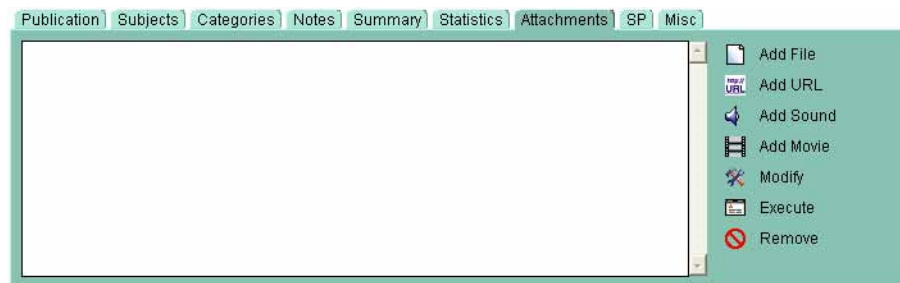 Publication Subjects Categories Notes Summary Statistics Attachments SP Misc
Add File
http:// URL Add URL
Add Sound
Add Movie
Modify
Execute
Remove